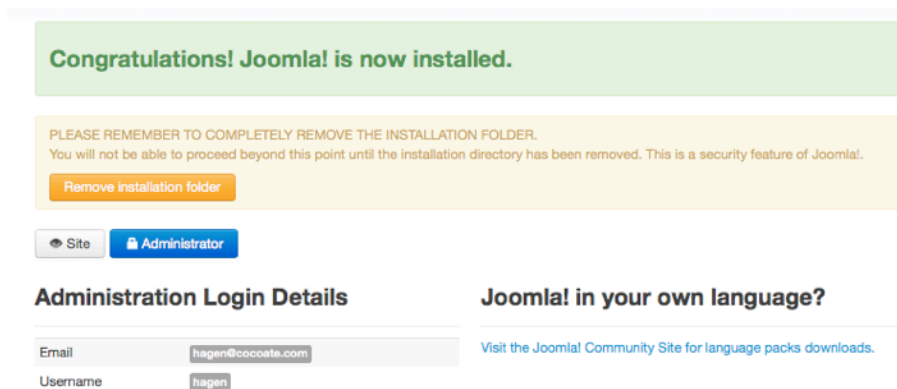 Congratulations! Joomla! is now installed.
PLEASE REMEMBER TO COMPLETELY REMOVE THE INSTALLATION FOLDER.
You will not be able to proceed beyond this point until the installation directory has been removed. This is a security feature of Joomla!.
Remove installation folder
Site Administrator
Administration Login Details
Joomla! in your own language?
Email hagen@cocoate.com
Visit the Joomla! Community Site for language packs downloads.
Username hagen